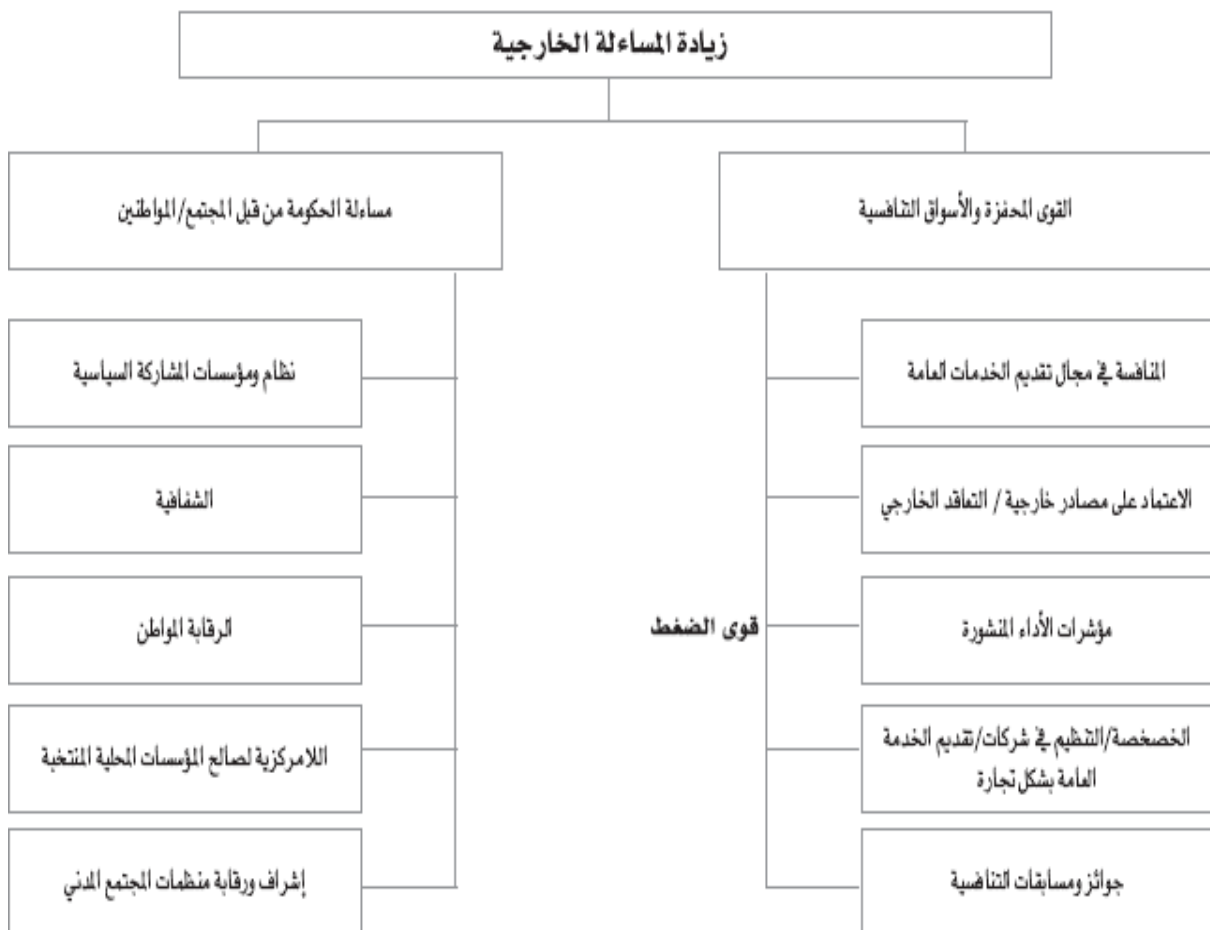 زيادة المساءلة الخارجية
القوى المحفزة والأسواق التنافسية
المنافسة في مجال تقديم الخدمات العامة
الاعتماد على مصادر خارجية / التعاقد الخارجي
مؤشرات الأداء المنشورة
الخصخصة/التنظيم في شركات/تقديم الخدمة
العامة بشكل تجارة
جوائز ومسابقات التنافسية
قوى الضغط
مساءلة الحكومة من قبل المجتمع/المواطنين
نظام ومؤسسات المشاركة السياسية
الشفافية
الرقابة المواطن
اللامركزية لصالح المؤسسات المحلية المنتخبة
إشراف ورقابة منظمات المجتمع المدني